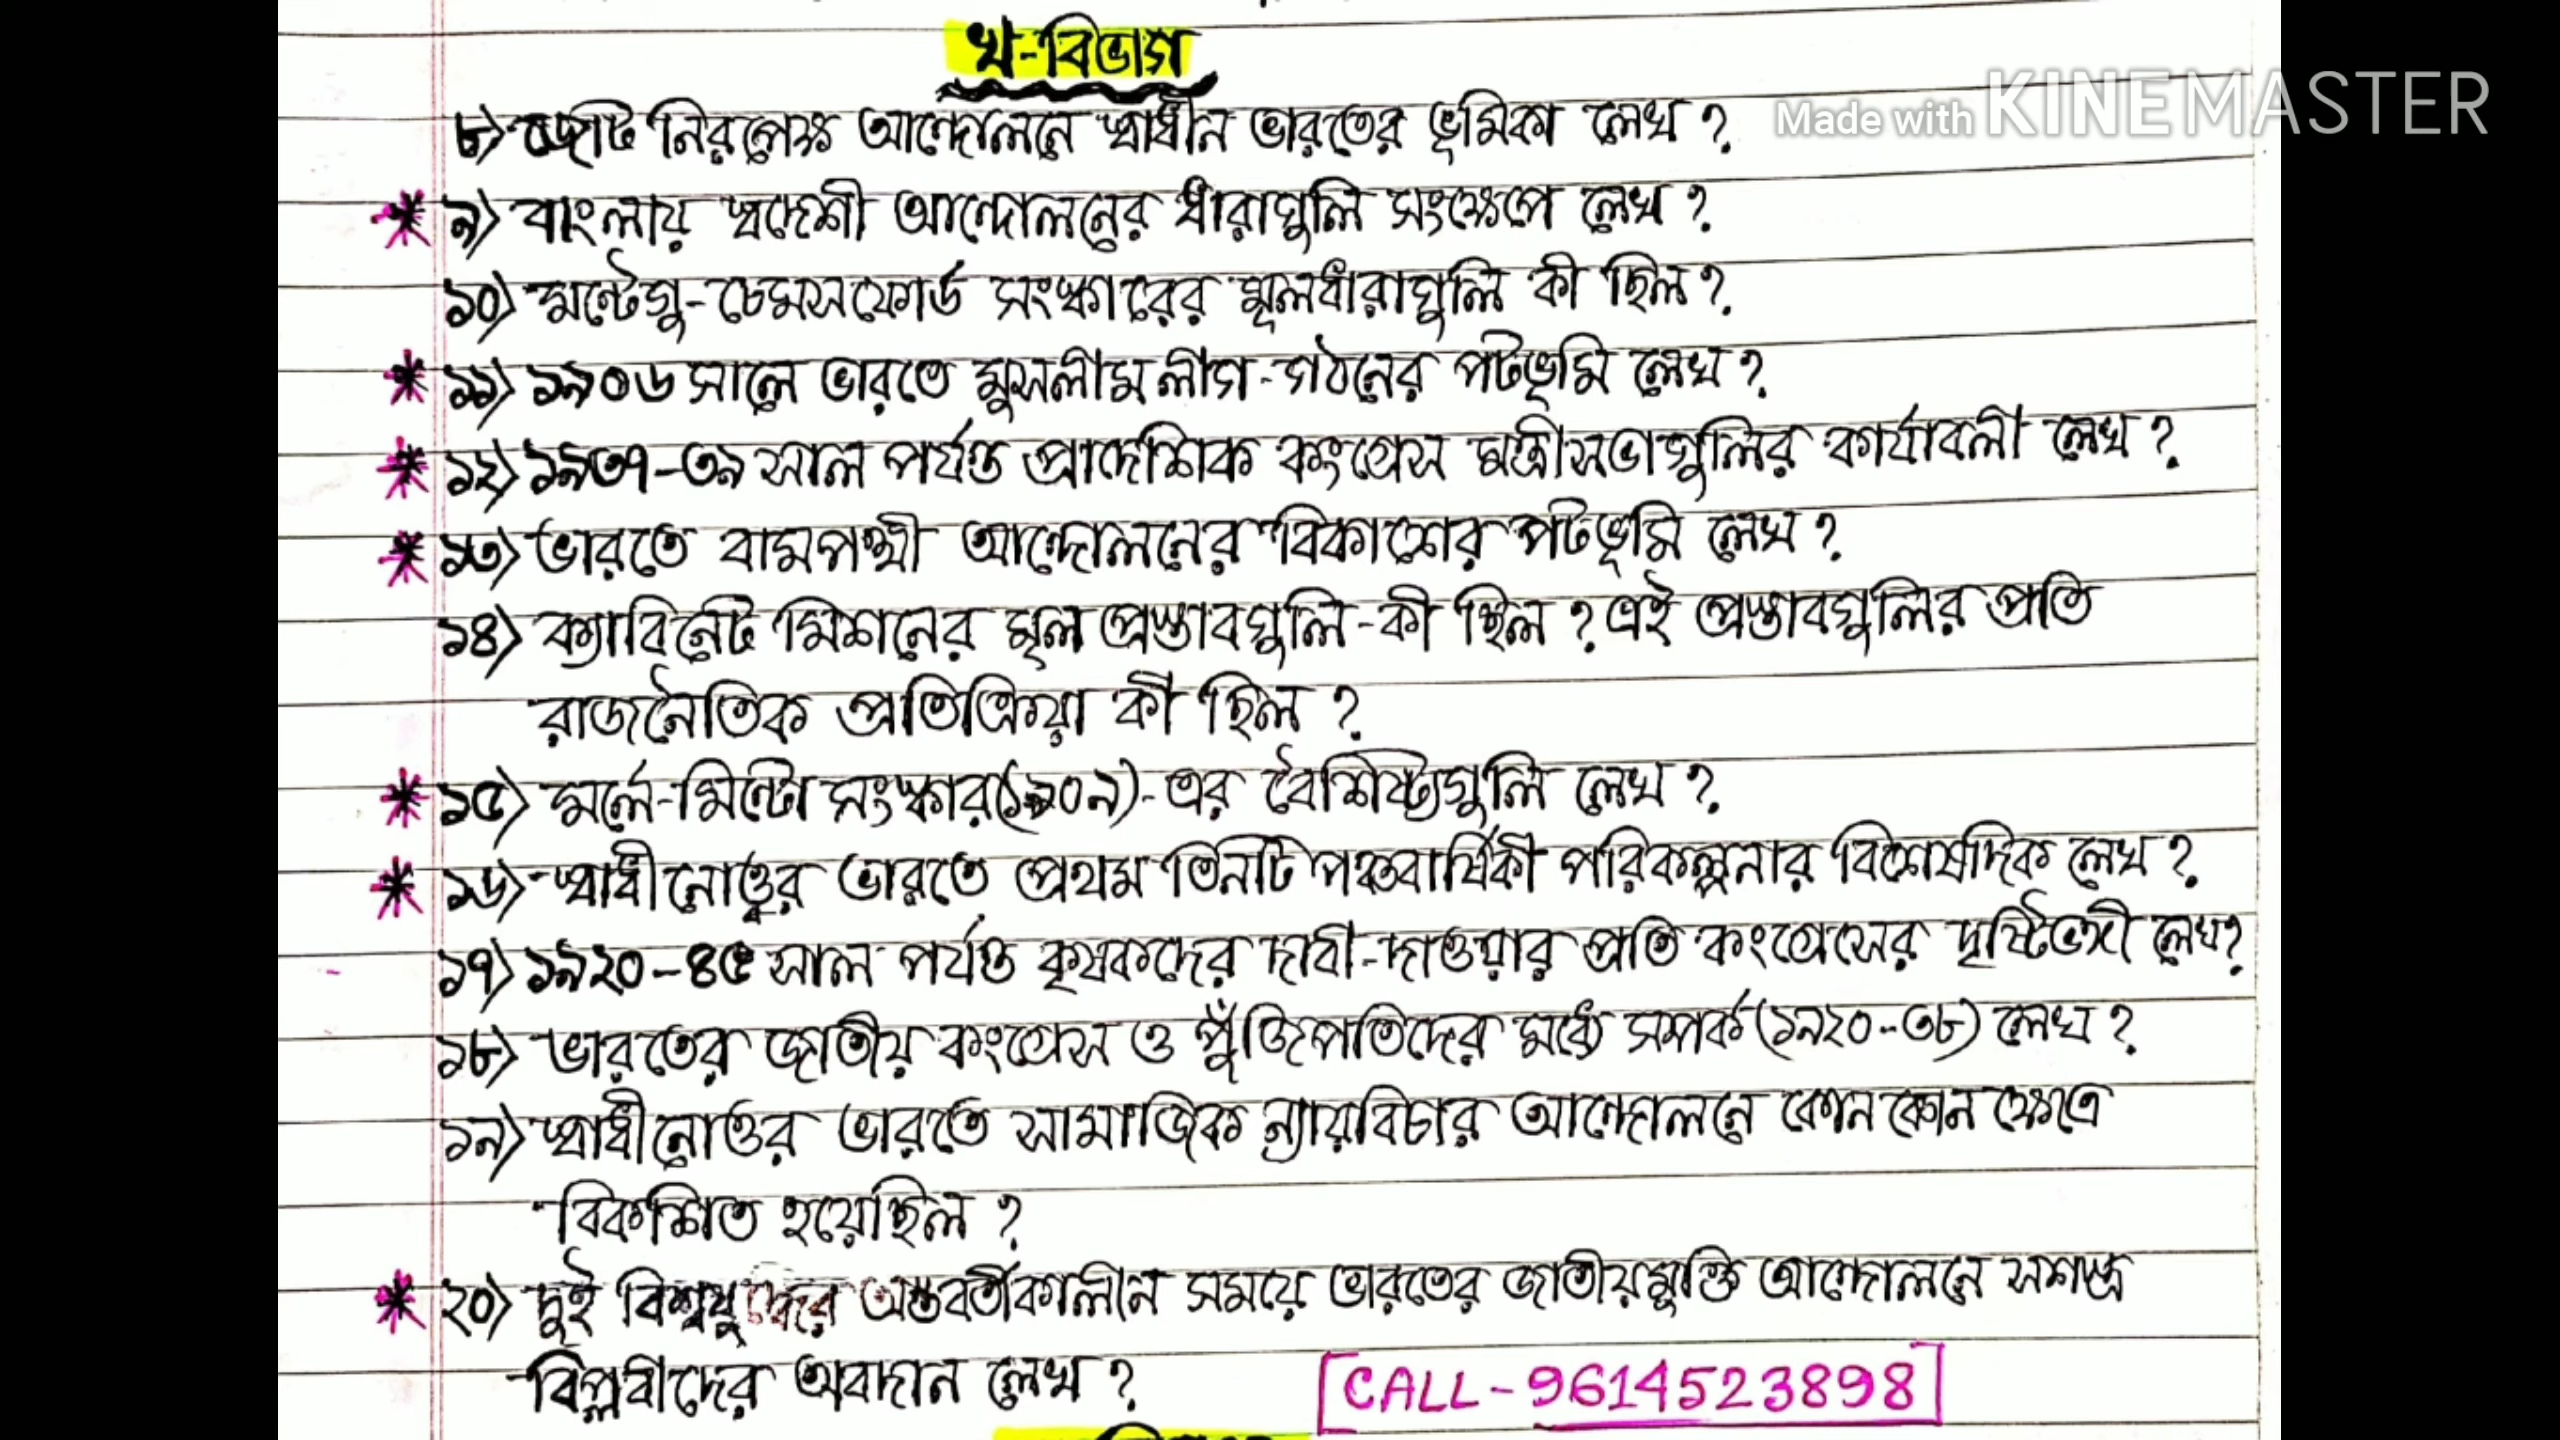 খ-বিভাগ
Made with KINEMASTER
৮) জোট নিরপেক্ষ আন্দোলনে স্বাধীন ভারতের ভূমিকা লেখ?
* ৯) বাংলায় স্বদেশী আন্দোলনের ধারাগুলি সংক্ষেপে লেখ?
১০) মন্টেগু-চেমসফোর্ড সংস্কারের মূলধারাগুলি কী ছিল?
* ১১) ১৯০৬ সালে ভারতে মুসলীম লীগ-গঠনের পটভূমি লেখ?
* ১২) ১৯৩৭-৩৯ সাল পর্যন্ত প্রাদেশিক কংগ্রেস মন্ত্রীসভাগুলির কার্যাবলী লেখ?
* ১৩) ভারতে বামপন্থী আন্দোলনের বিকাশের পটভূমি লেখ?
১৪) ক্যাবিনেট মিশনের মূল প্রস্তাবগুলি-কী ছিল? এই প্রস্তাবগুলির প্রতি
রাজনৈতিক প্রতিক্রিয়া কী ছিল?
* ১৫) মর্লে-মিন্টো সংস্কার(১৯০৯)-এর বৈশিষ্ট্যগুলি লেখ?
* ১৬) স্বাধীনোত্ত্বর ভারতে প্রথম তিনটি পঞ্চবার্ষিকী পরিকল্পনার বিশেষদিক লেখ?
১৭) ১৯২০-৪৫ সাল পর্যন্ত কৃষকদের দাবী-দাওয়ার প্রতি কংগ্রেসের দৃষ্টিভঙ্গী লেখ?
১৮) ভারতের জাতীয় কংগ্রেস ও পুঁজিপতিদের মধ্যে সম্পর্ক(১৯২০-৩৮) লেখ?
১৯) স্বাধীনোত্তর ভারতে সামাজিক ন্যায়বিচার আন্দোলনে কোন কোন ক্ষেত্রে
বিকশিত হয়েছিল?
* ২০) দুই বিশ্বযুদ্ধের অন্তবর্তীকালীন সময়ে ভারতের জাতীয়মুক্তি আন্দোলনে সশস্ত্র
বিপ্লবীদের অবদান লেখ?
CALL-9614523898